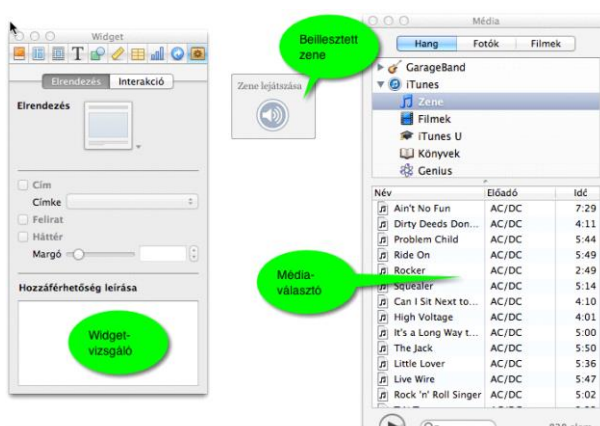 Widget
T
Elrendezés Interakció
Elrendezés
Cím
Címke
Felirat
Háttér
Margó
Hozzáférhetőség leírása
Widget-
vizsgáló
Beillesztett
zene
Zene lejátszása
Média-
választó
Média
Hang Fotók Filmek
GarageBand
iTunes
Zene
Filmek
iTunes U
Könyvek
Genius
Név Előadó Idő
Ain't No Fun AC/DC 7:29
Dirty Deeds Don... AC/DC 4:11
Problem Child AC/DC 5:44
Ride On AC/DC 5:49
Rocker AC/DC 2:49
Squealer AC/DC 5:14
Can I Sit Next to... AC/DC 4:10
High Voltage AC/DC 4:01
It's a Long Way t... AC/DC 5:00
The Jack AC/DC 5:50
Little Lover AC/DC 5:36
Live Wire AC/DC 5:47
Rock 'n' Roll Singer AC/DC 5:02